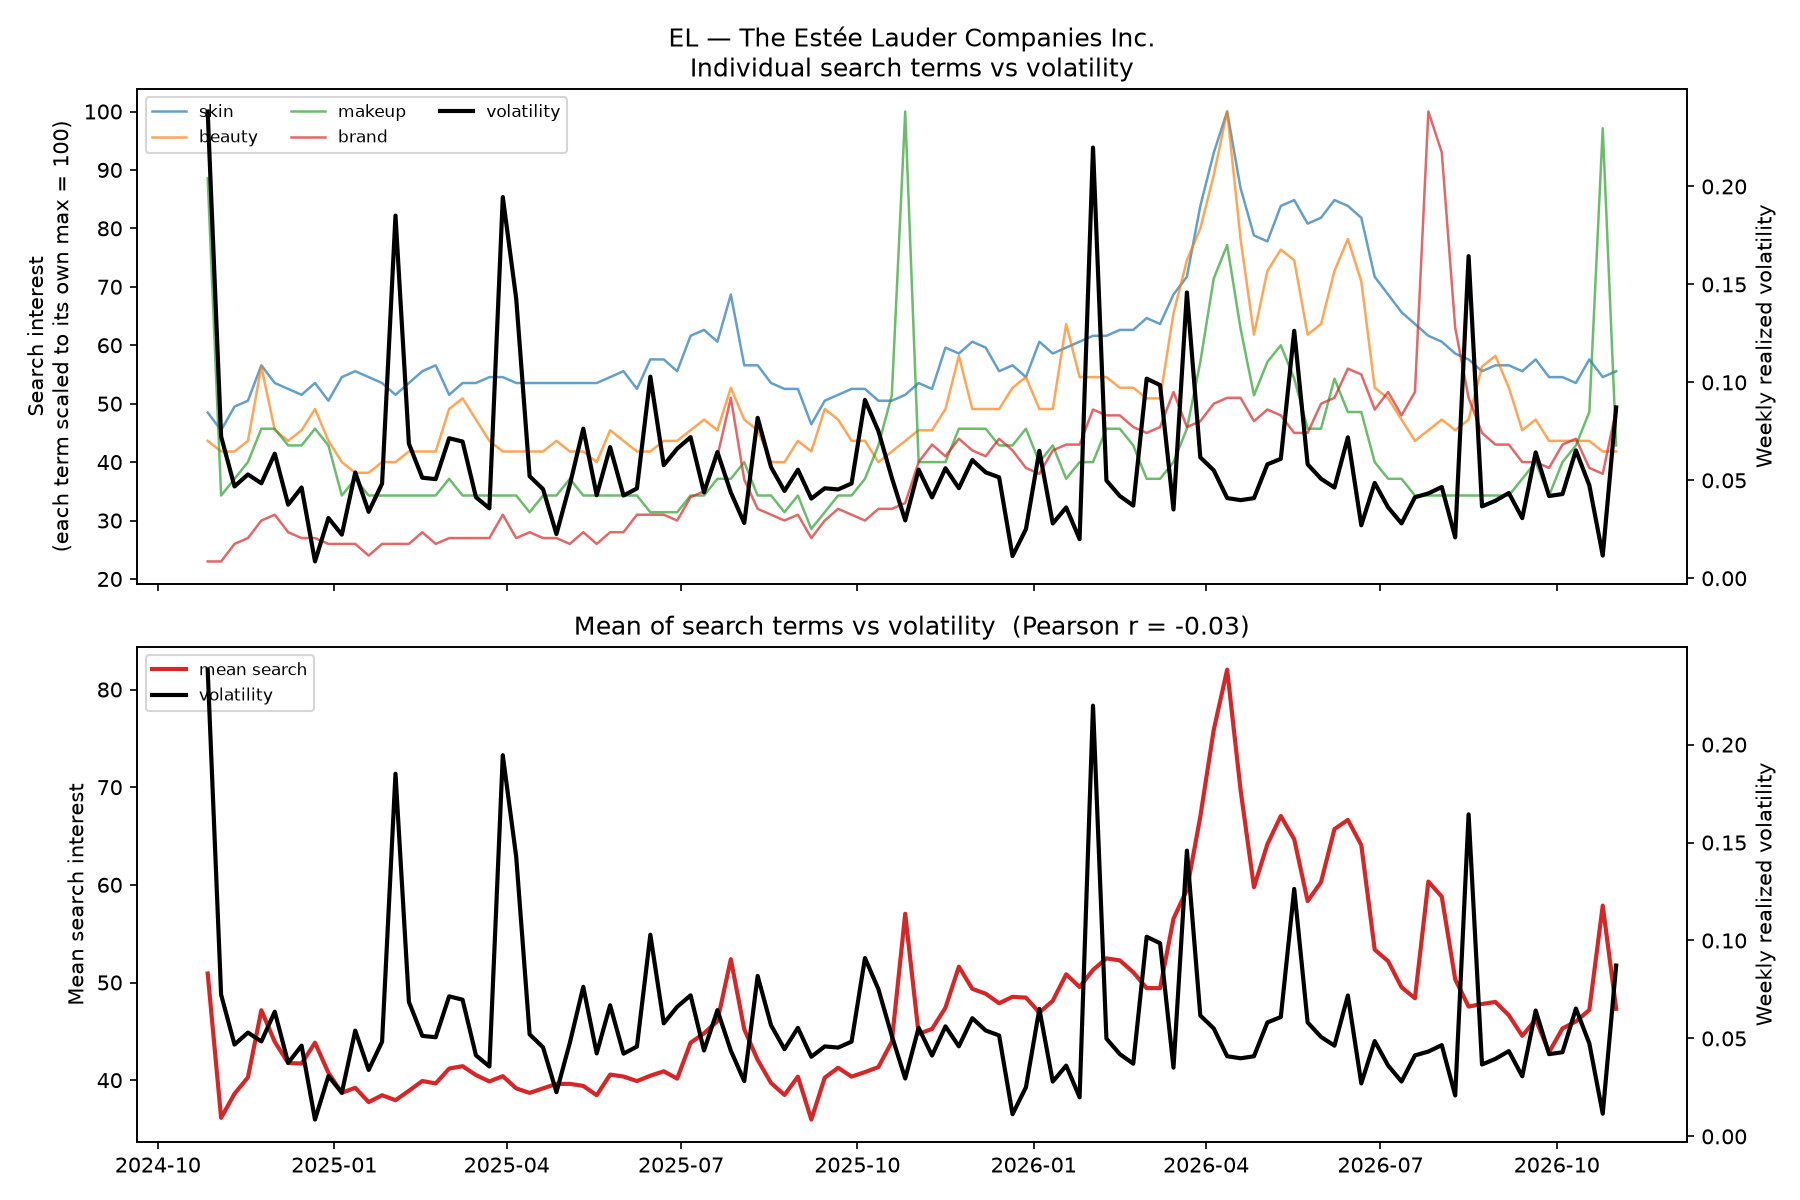 EL — The Estée Lauder Companies Inc.
Individual search terms vs volatility
skin
beauty
makeup
brand
volatility
Search interest
(each term scaled to its own max = 100)
100
90
80
70
60
50
40
30
20
0.20
0.15
0.10
0.05
0.00
Weekly realized volatility
Mean of search terms vs volatility (Pearson r = -0.03)
mean search
volatility
Mean search interest
80
70
60
50
40
0.20
0.15
0.10
0.05
0.00
Weekly realized volatility
2024-10
2025-01
2025-04
2025-07
2025-10
2026-01
2026-04
2026-07
2026-10